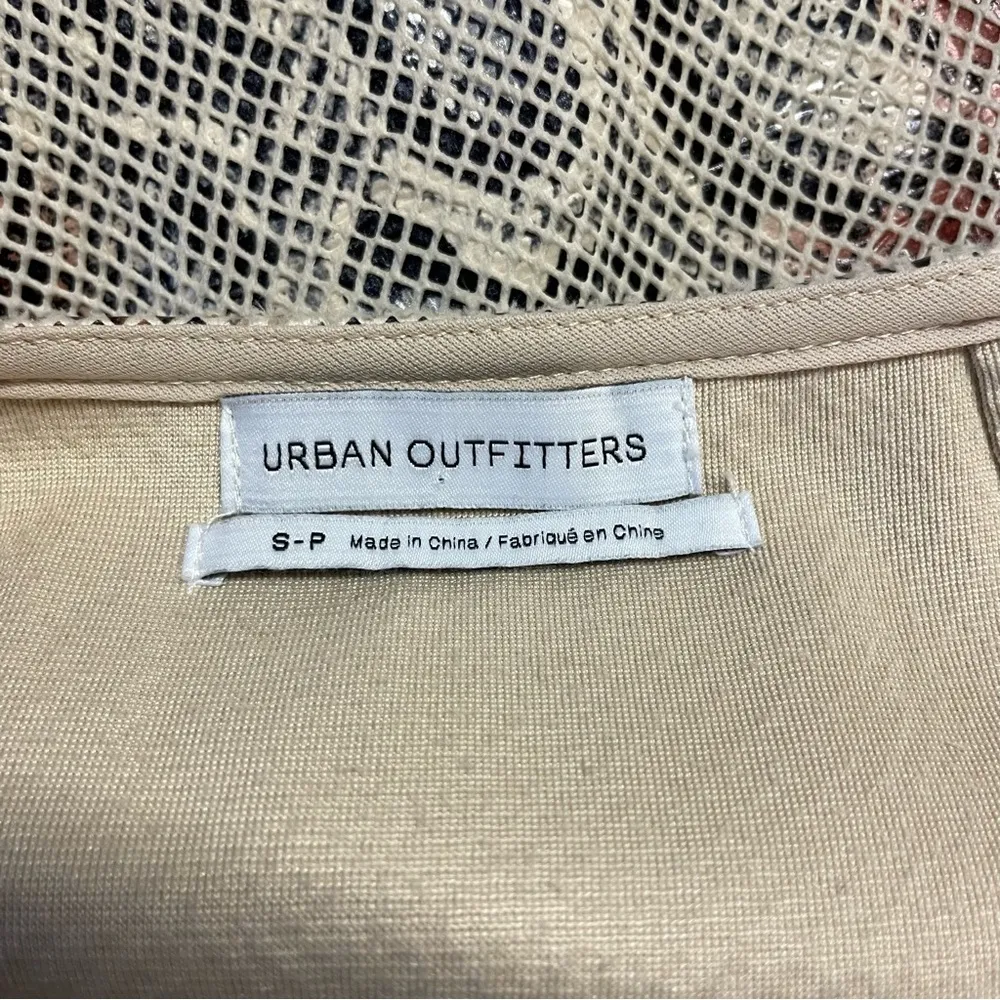 URBAN OUTFITTERS
S-P Made in China / Fabriqué en Chine